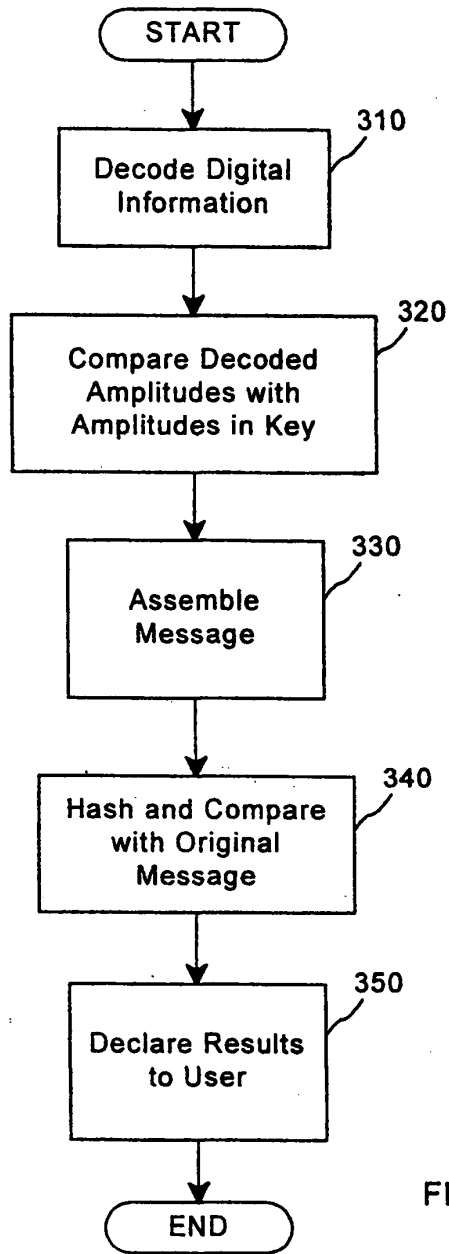 START
310
Decode Digital
Information
320
Compare Decoded
Amplitudes with
Amplitudes in Key
330
Assemble
Message
340
Hash and Compare
with Original
Message
350
Declare Results
to User
END